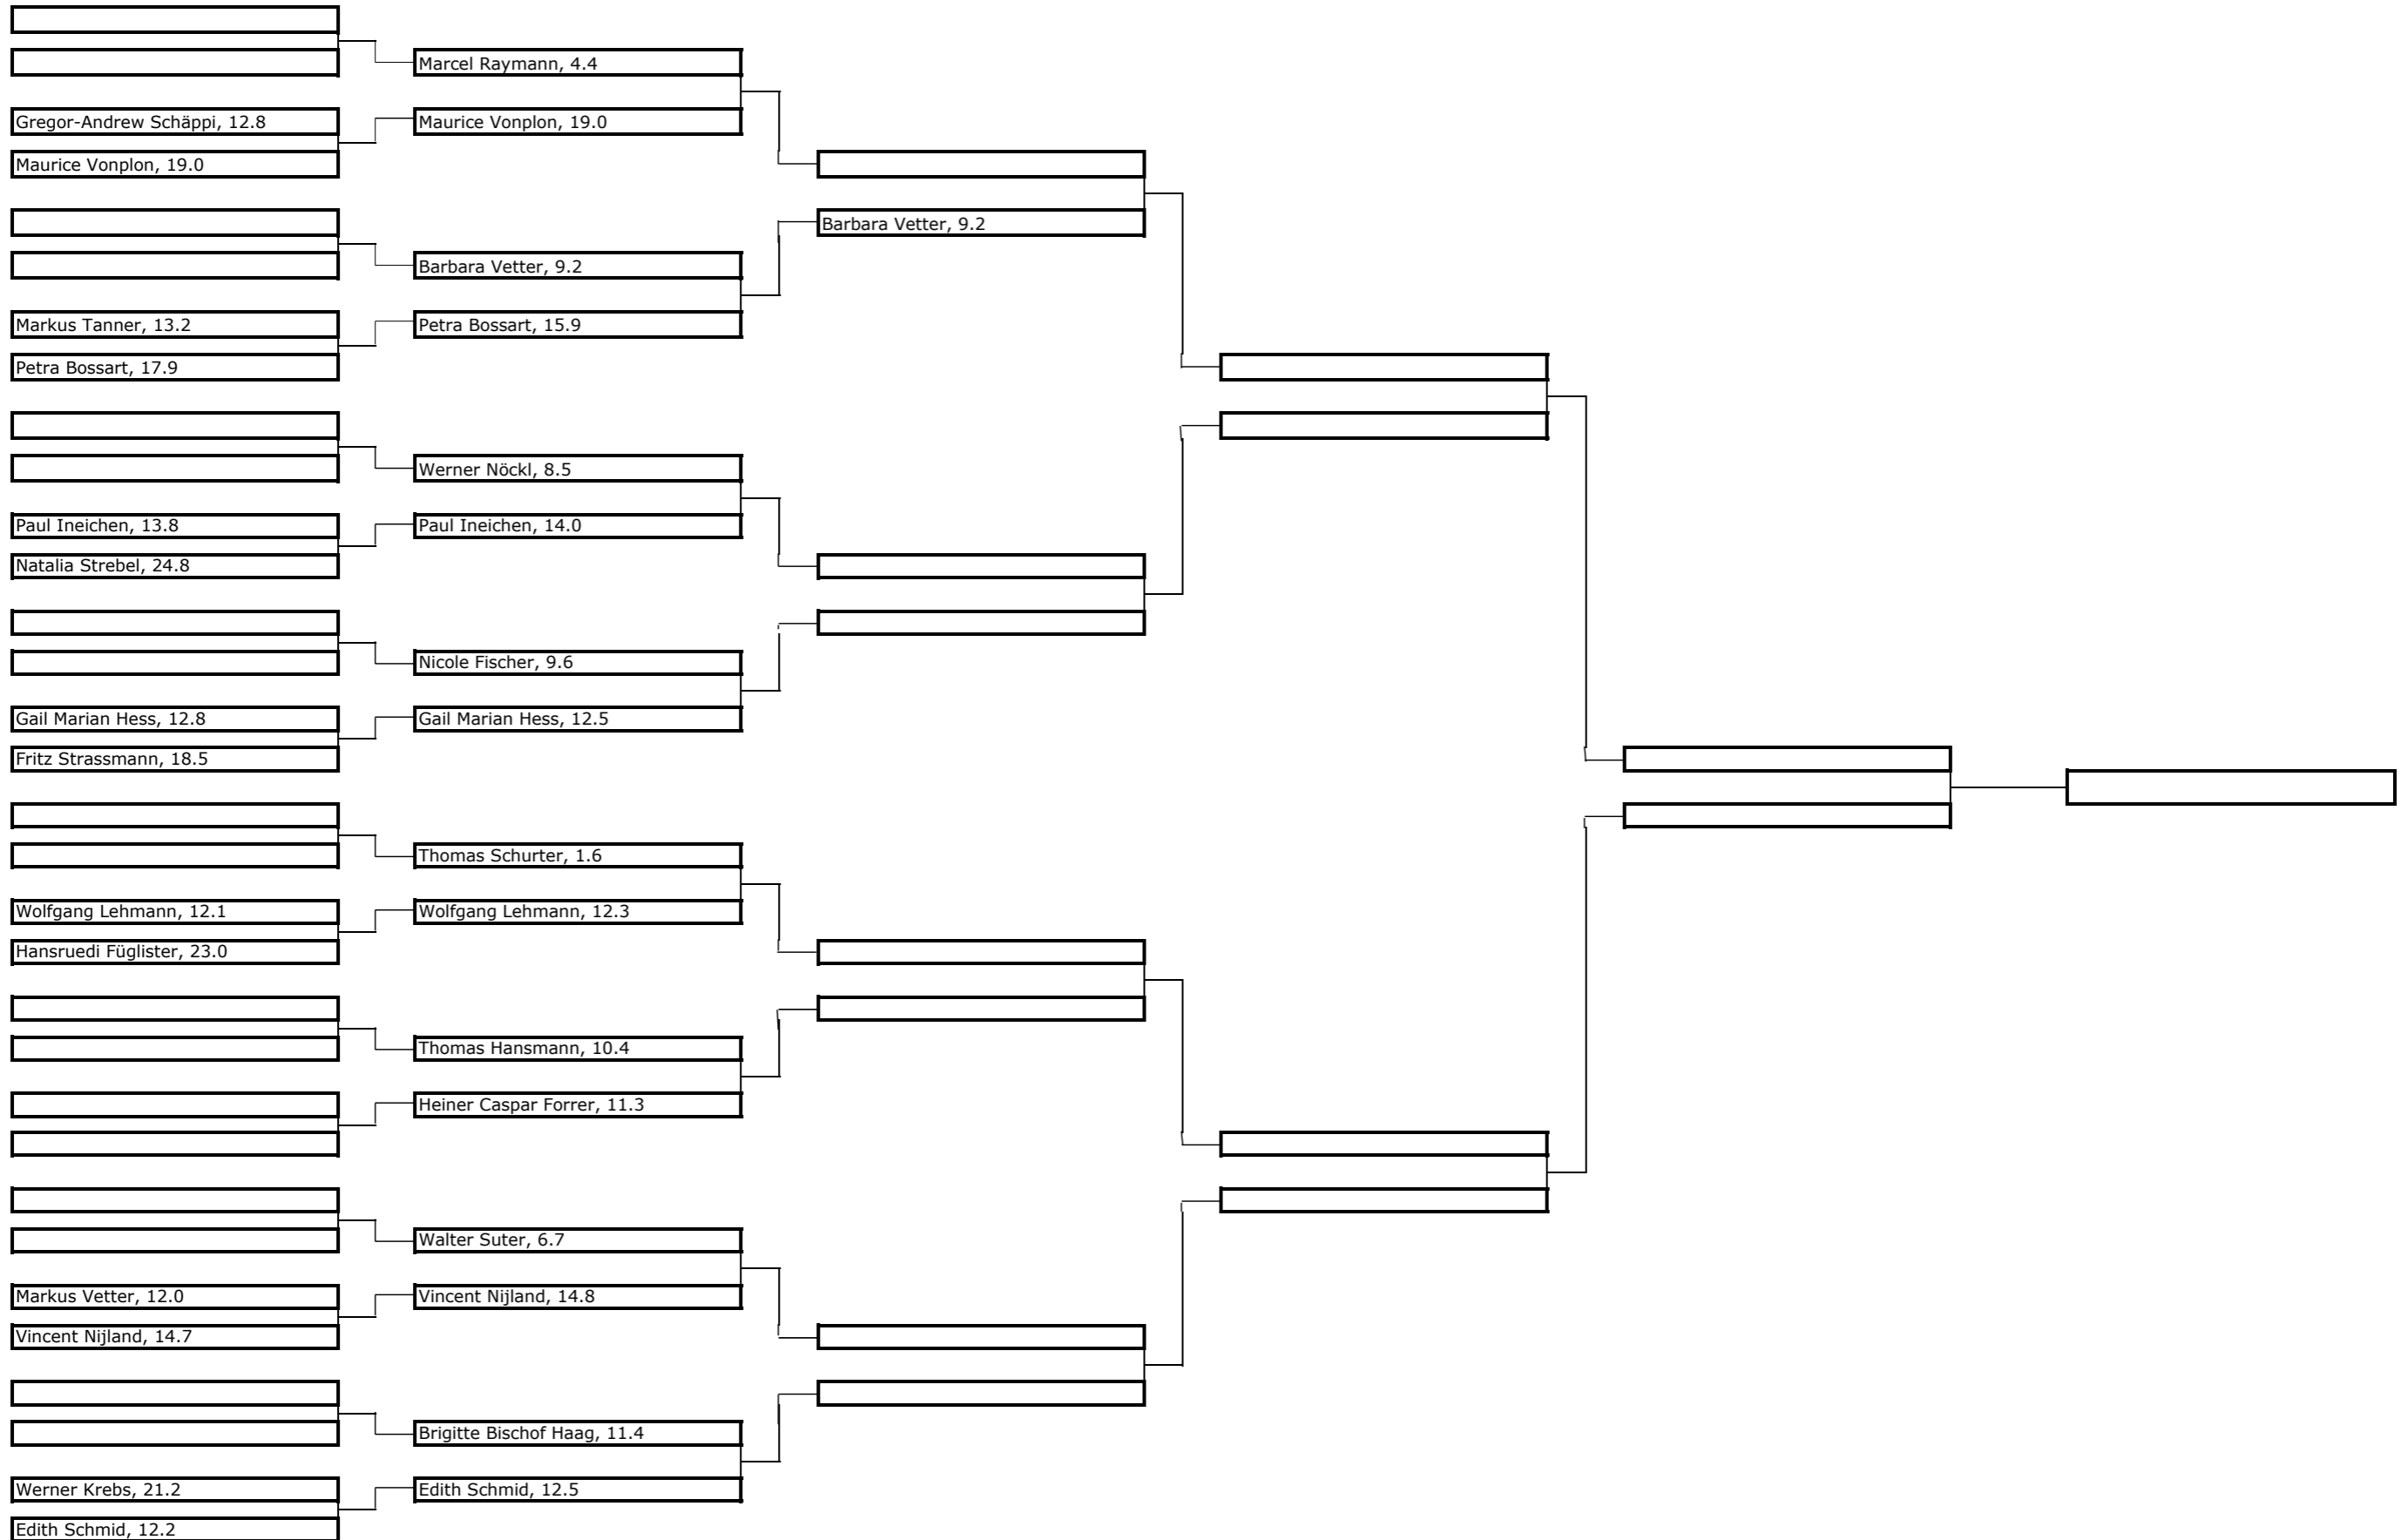 Marcel Raymann, 4.4
Gregor-Andrew Schäppi, 12.8
Maurice Vonplon, 19.0
Maurice Vonplon, 19.0
Barbara Vetter, 9.2
Barbara Vetter, 9.2
Markus Tanner, 13.2
Petra Bossart, 15.9
Petra Bossart, 17.9
Werner Nöckl, 8.5
Paul Ineichen, 13.8
Paul Ineichen, 14.0
Natalia Strebel, 24.8
Nicole Fischer, 9.6
Gail Marian Hess, 12.8
Gail Marian Hess, 12.5
Fritz Strassmann, 18.5
Thomas Schurter, 1.6
Wolfgang Lehmann, 12.1
Wolfgang Lehmann, 12.3
Hansruedi Füglister, 23.0
Thomas Hansmann, 10.4
Heiner Caspar Forrer, 11.3
Walter Suter, 6.7
Markus Vetter, 12.0
Vincent Nijland, 14.8
Vincent Nijland, 14.7
Brigitte Bischof Haag, 11.4
Werner Krebs, 21.2
Edith Schmid, 12.5
Edith Schmid, 12.2